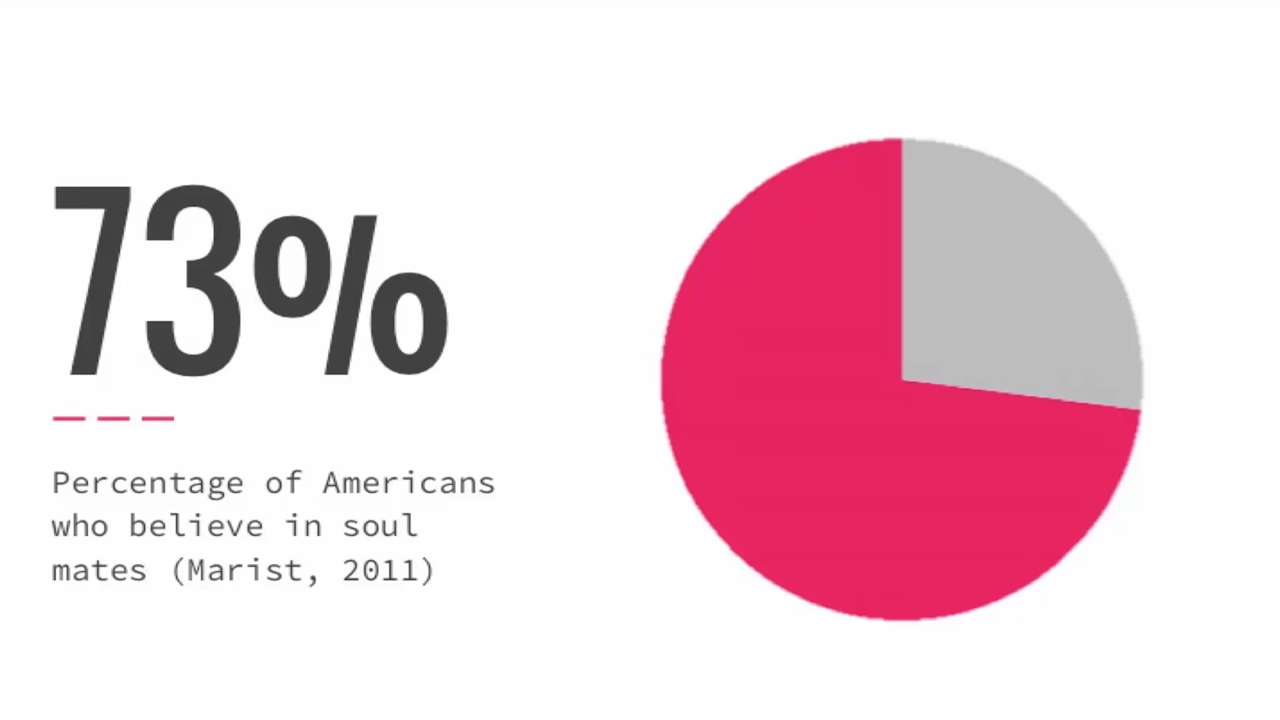 73%
Percentage of Americans
who believe in soul
mates (Marist, 2011)